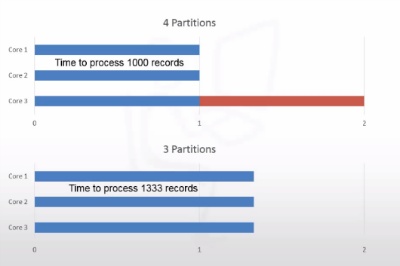 4 Partitions
Core 1
Time to process 1000 records
Core 2
Core 3
0 1 2
3 Partitions
Core 1
Time to process 1333 records
Core 2
Core 3
0 1 2